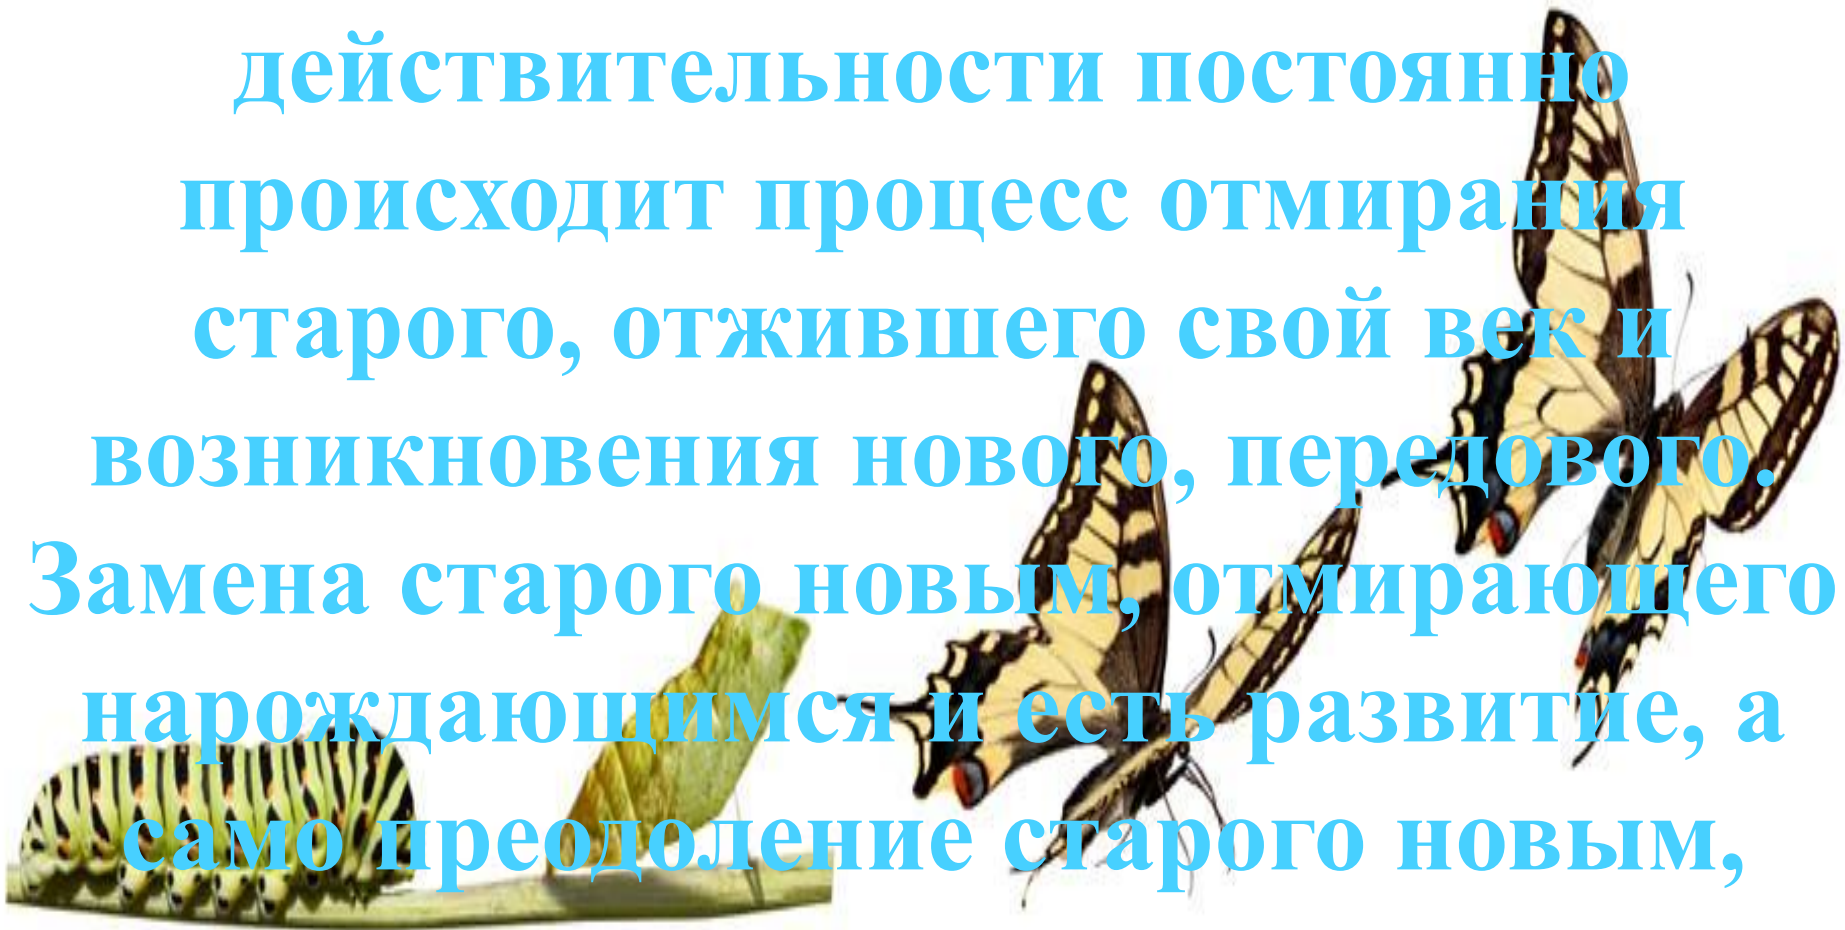 действительности постоянно
происходит процесс отмирания
старого, отжившего свой век и
возникновения нового, передового.
Замена старого новым, отмирающего
нарождающимся и есть развитие, а
само преодоление старого новым,